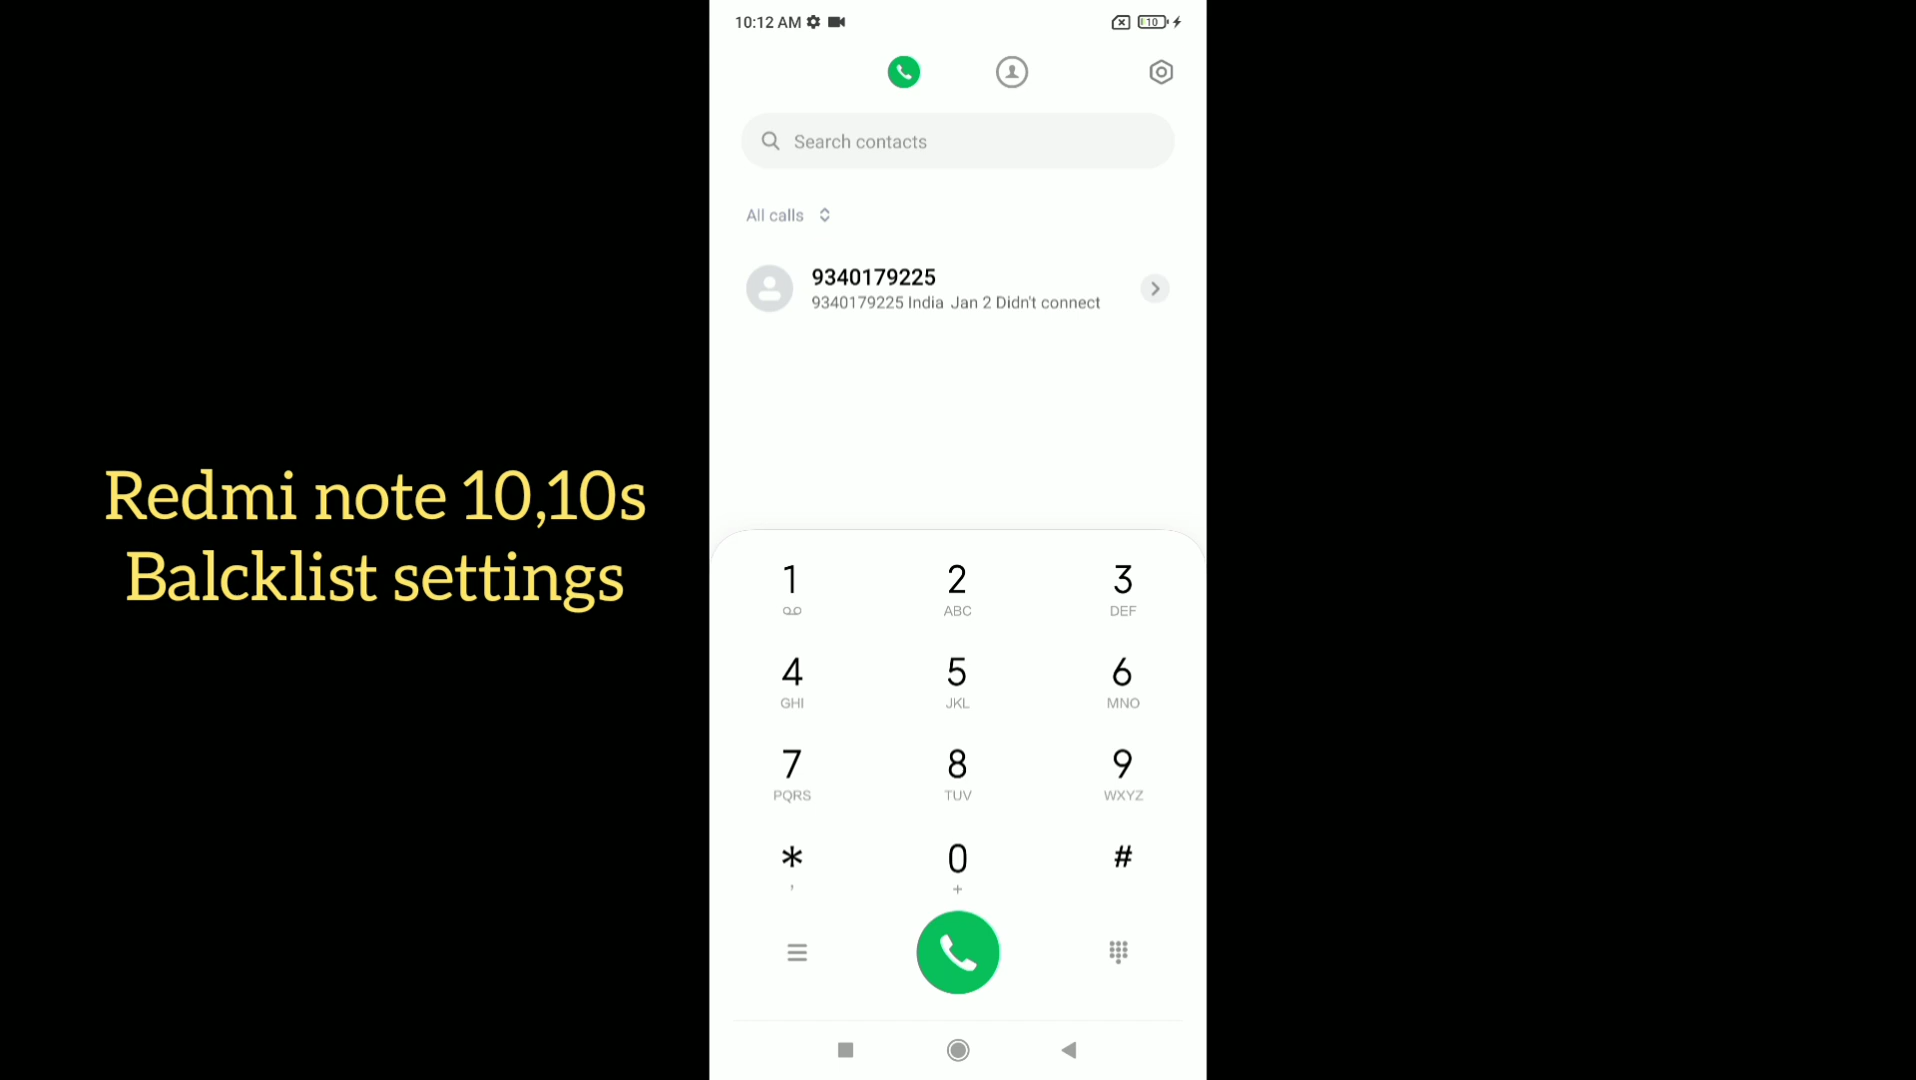 10:12 AM
10
Search contacts
All calls
9340179225
9340179225 India Jan 2 Didn't connect
Redmi note 10,10s
Balcklist settings
1 2 3
ABC DEF
4 5 6
GHI JKL MNO
7 8 9
PQRS TUV WXYZ
* 0 #
, +